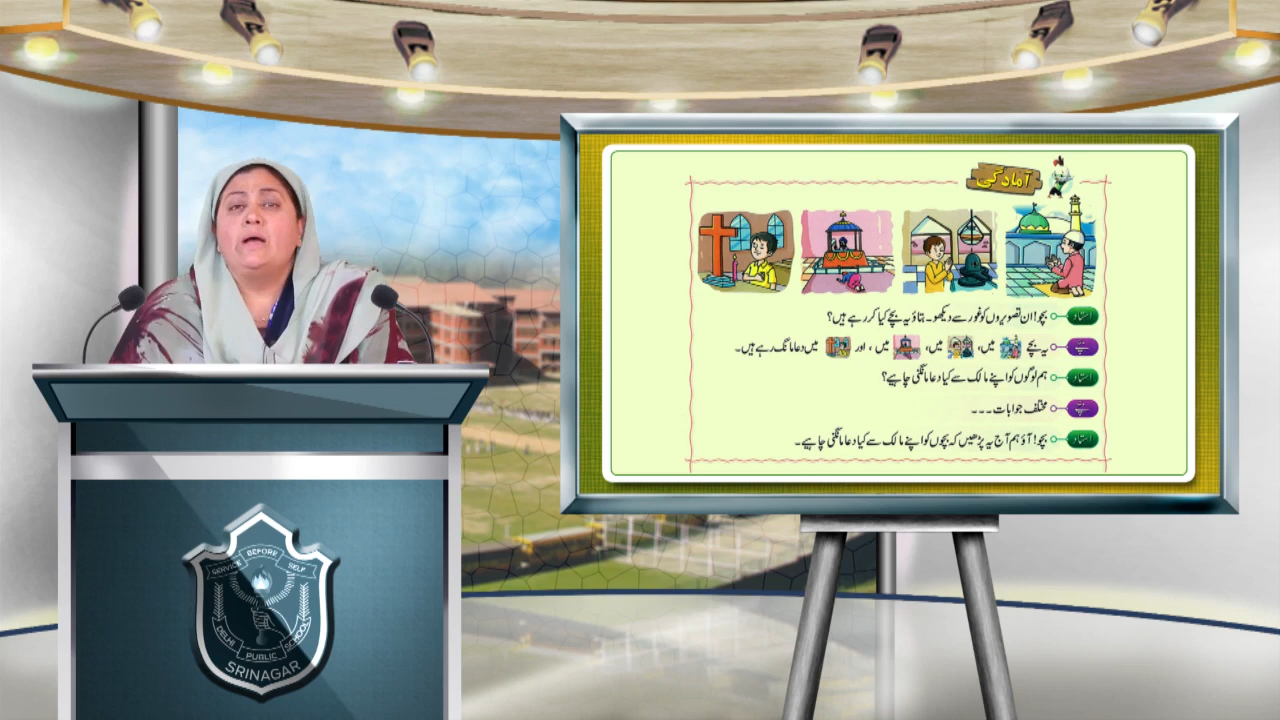 آمادگی
استاد بچو! ان تصویروں کو غور سے دیکھو۔ بتاؤ یہ بچے کیا کر رہے ہیں؟
بچّے یہ بچے میں، میں، میں، اور میں دعا مانگ رہے ہیں۔
استاد ہم لوگوں کو اپنے مالک سے کیا دعا مانگنی چاہیے؟
بچّے مختلف جوابات ---
استاد بچو! آؤ ہم آج یہ پڑھیں کہ بچوں کو اپنے مالک سے کیا دعا مانگنی چاہیے۔
SERVICE BEFORE SELF
DELHI PUBLIC SCHOOL
SRINAGAR